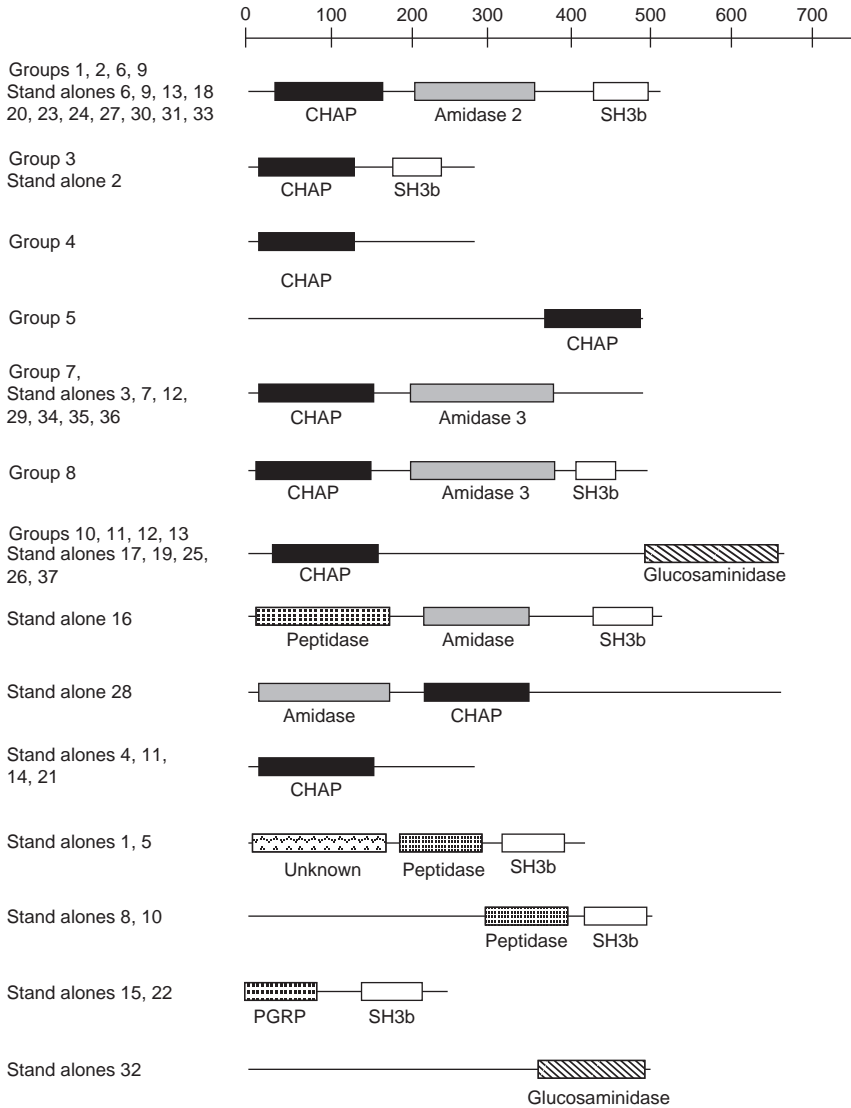 0 100 200 300 400 500 600 700
Groups 1, 2, 6, 9
Stand alones 6, 9, 13, 18
20, 23, 24, 27, 30, 31, 33
CHAP Amidase 2 SH3b
Group 3
Stand alone 2
CHAP SH3b
Group 4
CHAP
Group 5
CHAP
Group 7,
Stand alones 3, 7, 12,
29, 34, 35, 36
CHAP Amidase 3
Group 8
CHAP Amidase 3 SH3b
Groups 10, 11, 12, 13
Stand alones 17, 19, 25,
26, 37
CHAP Glucosaminidase
Stand alone 16
Peptidase Amidase SH3b
Stand alone 28
Amidase CHAP
Stand alones 4, 11,
14, 21
CHAP
Stand alones 1, 5
Unknown Peptidase SH3b
Stand alones 8, 10
Peptidase SH3b
Stand alones 15, 22
PGRP SH3b
Stand alones 32
Glucosaminidase